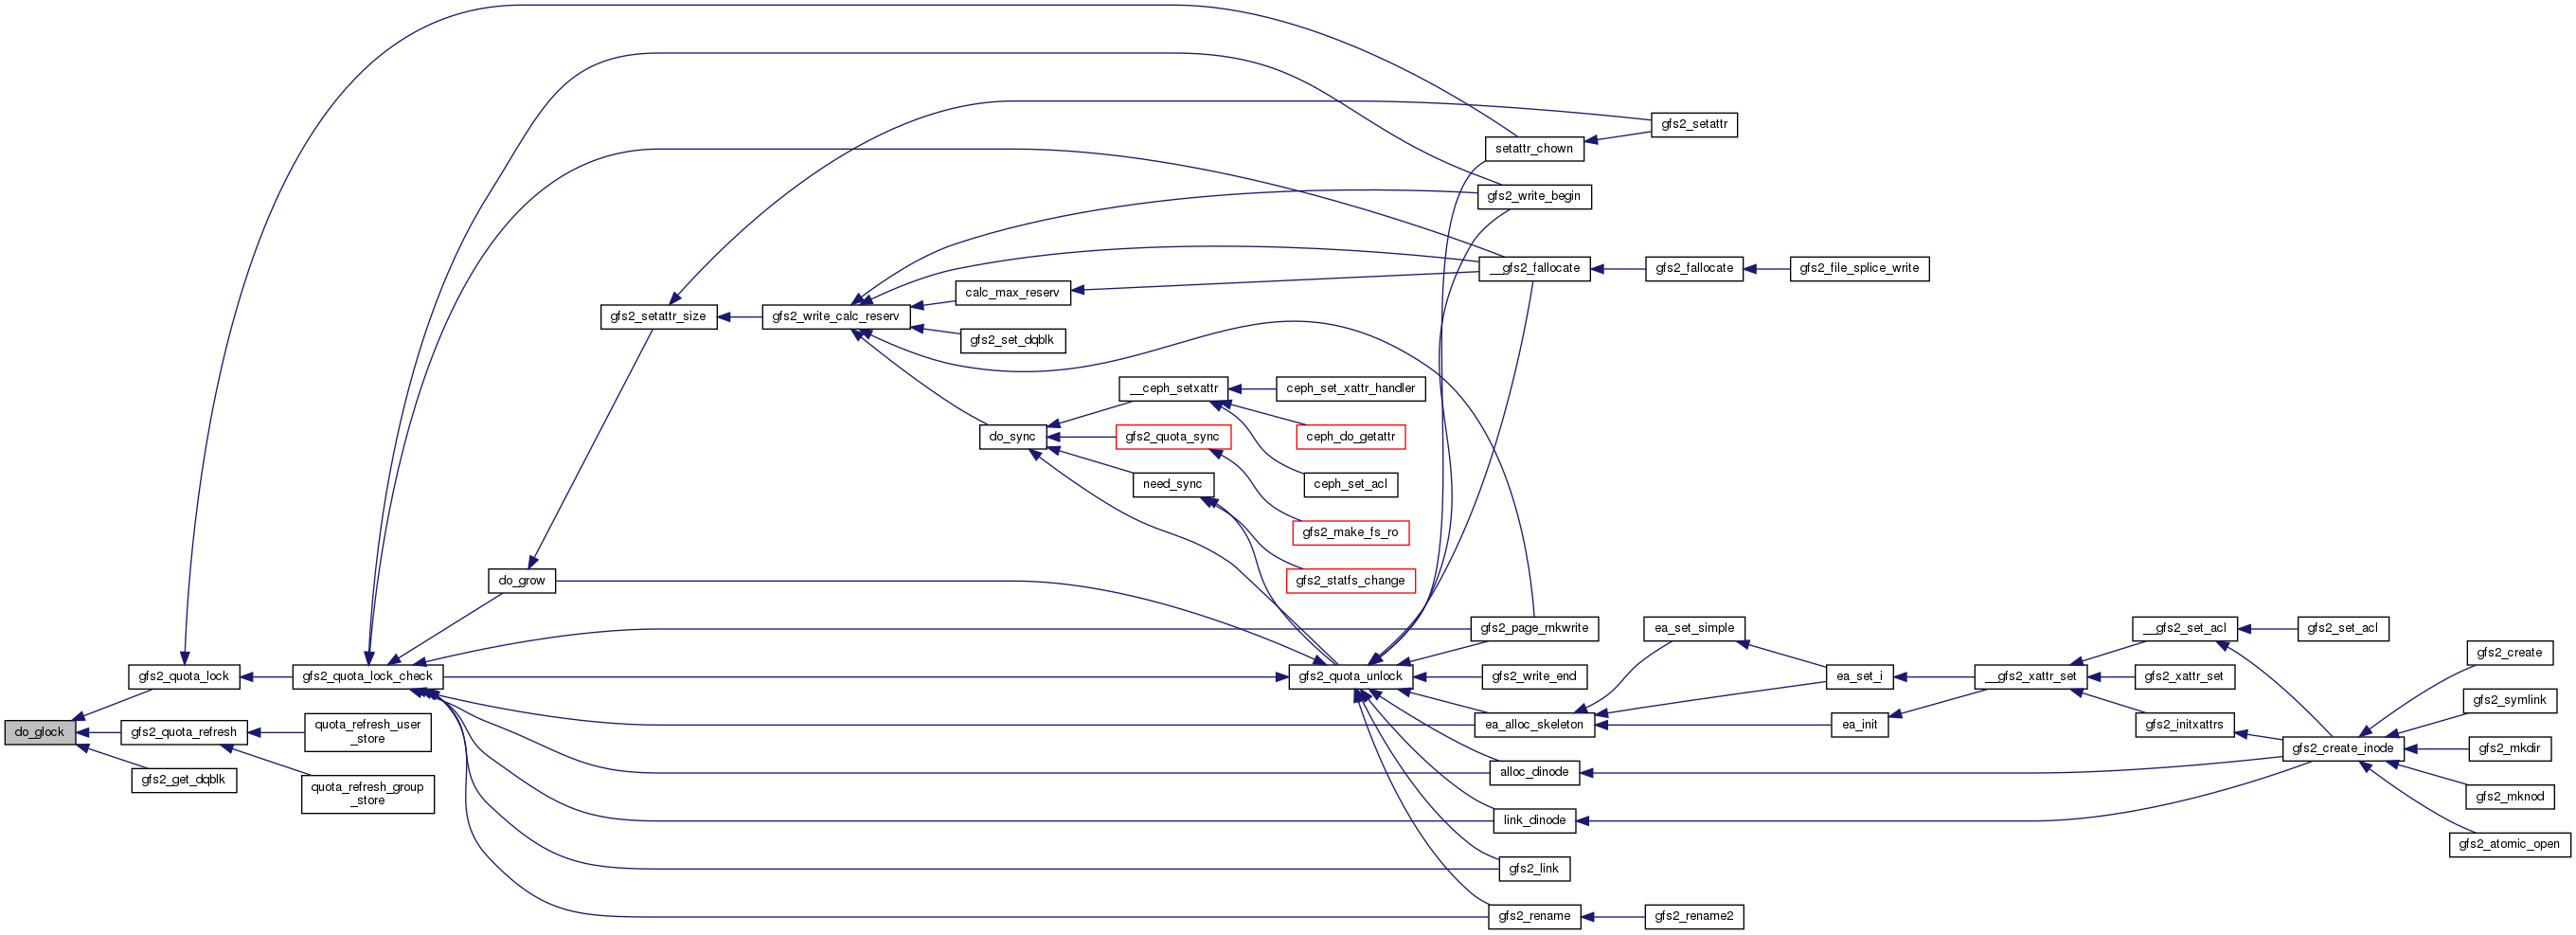 do_glock
gfs2_quota_lock
gfs2_quota_refresh
gfs2_get_dqblk
gfs2_quota_lock_check
quota_refresh_user
_store
quota_refresh_group
_store
do_grow
gfs2_setattr_size
gfs2_write_calc_reserv
calc_max_reserv
gfs2_set_dqblk
do_sync
__ceph_setxattr
gfs2_quota_sync
need_sync
ceph_set_xattr_handler
ceph_do_getattr
ceph_set_acl
gfs2_make_fs_ro
gfs2_statfs_change
gfs2_quota_unlock
setattr_chown
gfs2_write_begin
__gfs2_fallocate
gfs2_page_mkwrite
gfs2_write_end
ea_alloc_skeleton
alloc_dinode
link_dinode
gfs2_link
gfs2_rename
gfs2_setattr
gfs2_fallocate
gfs2_file_splice_write
ea_set_simple
ea_set_i
ea_init
gfs2_rename2
__gfs2_xattr_set
__gfs2_set_acl
gfs2_xattr_set
gfs2_initxattrs
gfs2_set_acl
gfs2_create_inode
gfs2_create
gfs2_symlink
gfs2_mkdir
gfs2_mknod
gfs2_atomic_open